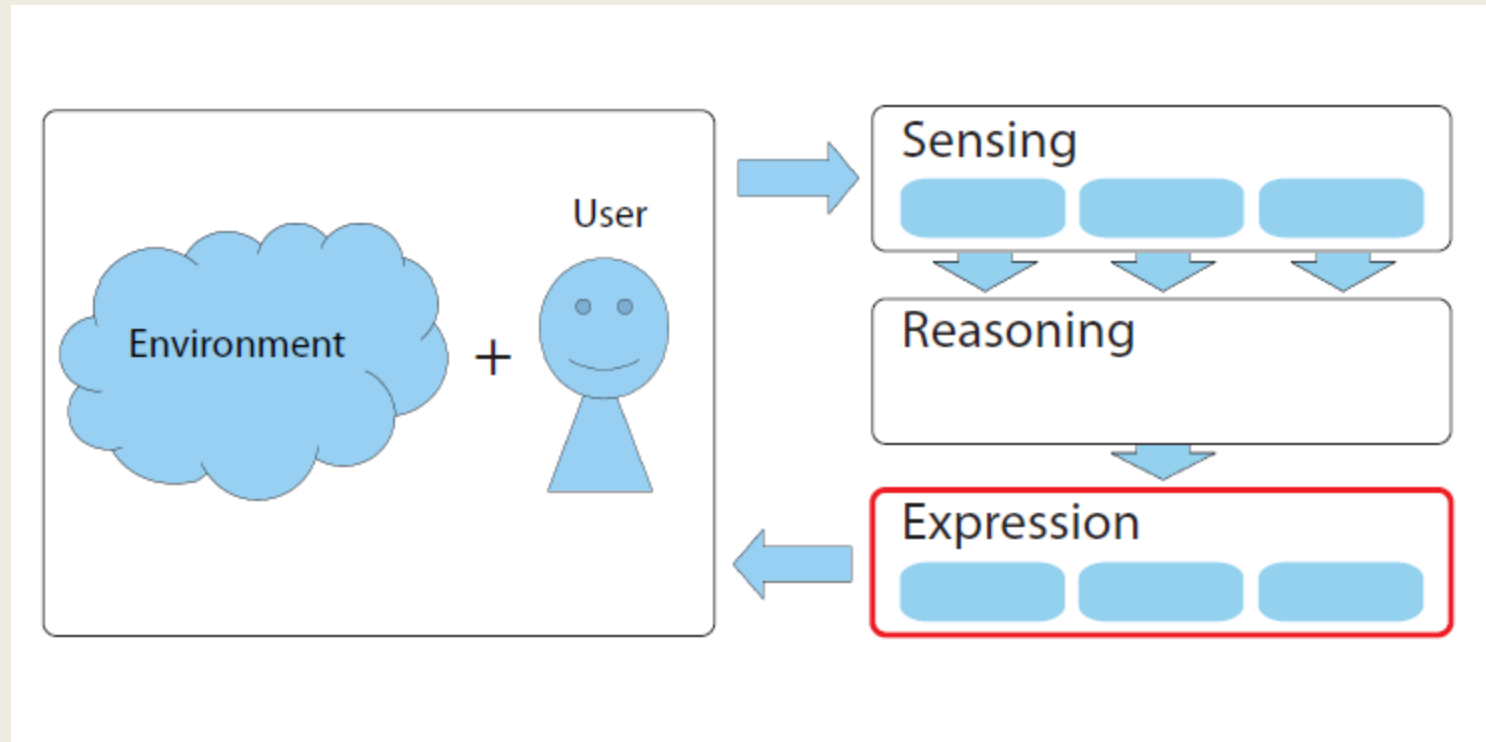 User
Environment
+
Sensing
Reasoning
Expression